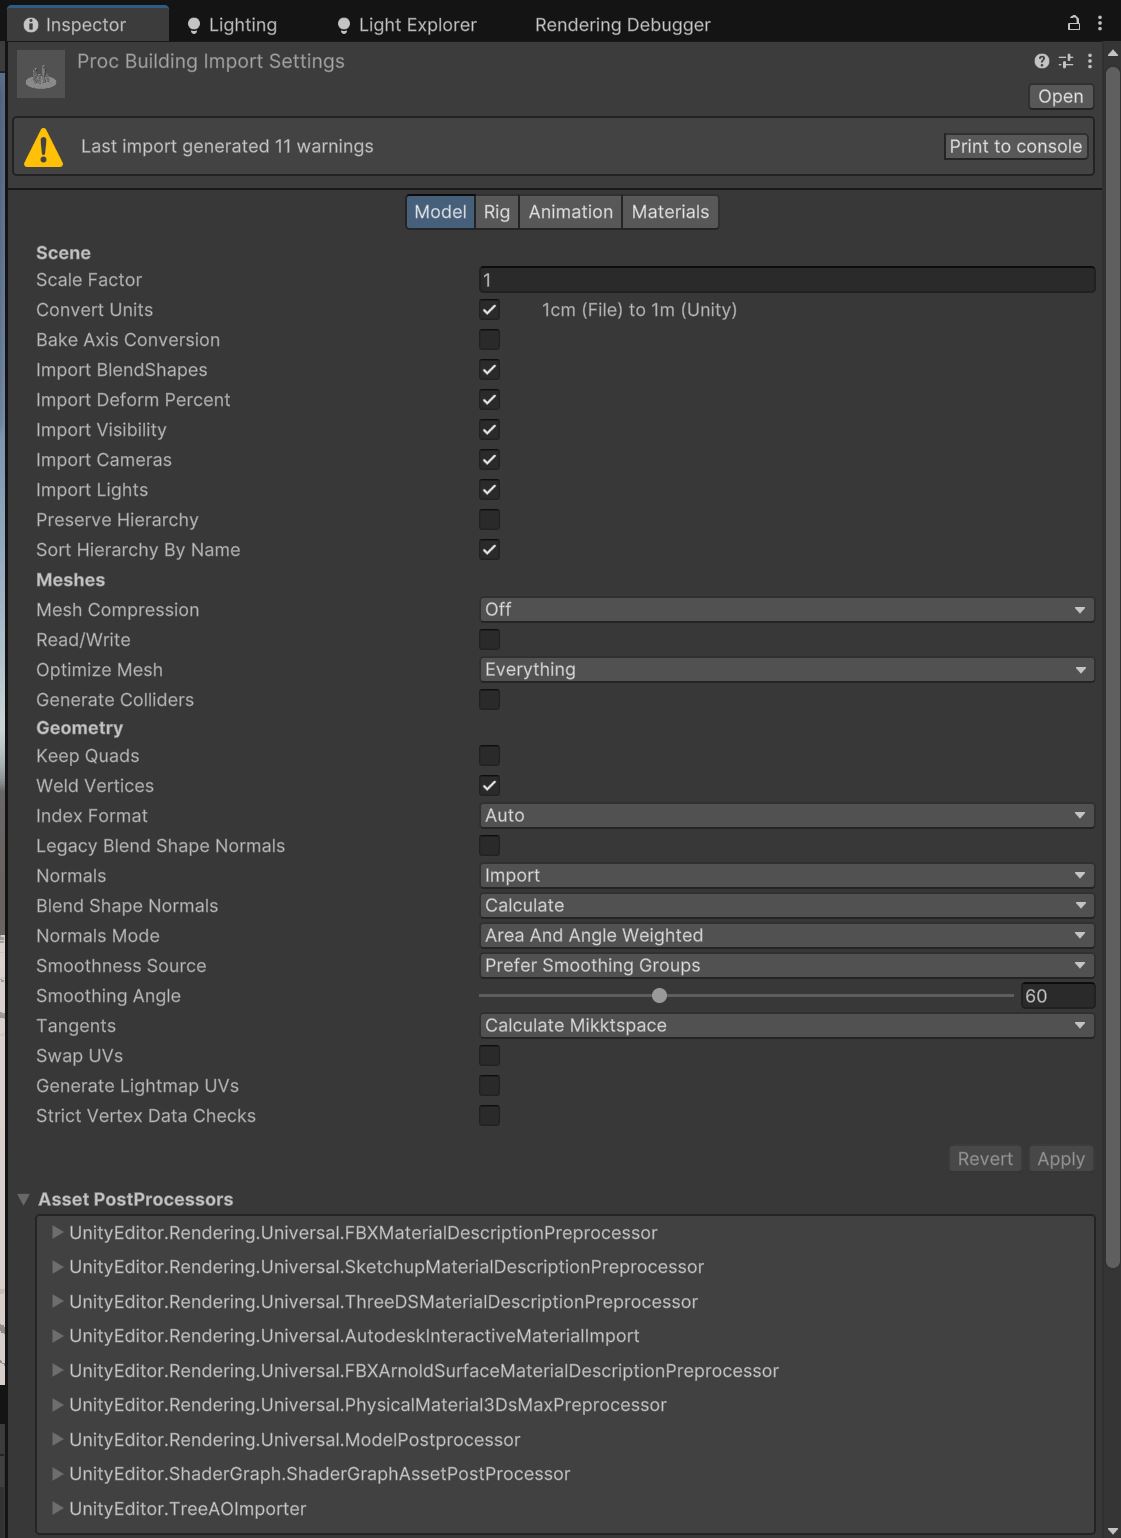 Inspector Lighting Light Explorer Rendering Debugger
Proc Building Import Settings
Open
Last import generated 11 warnings Print to console
Model Rig Animation Materials
Scene
Scale Factor 1
Convert Units 1cm (File) to 1m (Unity)
Bake Axis Conversion
Import BlendShapes
Import Deform Percent
Import Visibility
Import Cameras
Import Lights
Preserve Hierarchy
Sort Hierarchy By Name
Meshes
Mesh Compression Off
Read/Write
Optimize Mesh Everything
Generate Colliders
Geometry
Keep Quads
Weld Vertices
Index Format Auto
Legacy Blend Shape Normals
Normals Import
Blend Shape Normals Calculate
Normals Mode Area And Angle Weighted
Smoothness Source Prefer Smoothing Groups
Smoothing Angle 60
Tangents Calculate Mikktspace
Swap UVs
Generate Lightmap UVs
Strict Vertex Data Checks
Revert Apply
Asset PostProcessors
UnityEditor.Rendering.Universal.FBXMaterialDescriptionPreprocessor
UnityEditor.Rendering.Universal.SketchupMaterialDescriptionPreprocessor
UnityEditor.Rendering.Universal.ThreeDSMaterialDescriptionPreprocessor
UnityEditor.Rendering.Universal.AutodeskInteractiveMaterialImport
UnityEditor.Rendering.Universal.FBXArnoldSurfaceMaterialDescriptionPreprocessor
UnityEditor.Rendering.Universal.PhysicalMaterial3DsMaxPreprocessor
UnityEditor.Rendering.Universal.ModelPostprocessor
UnityEditor.ShaderGraph.ShaderGraphAssetPostProcessor
UnityEditor.TreeAOImporter